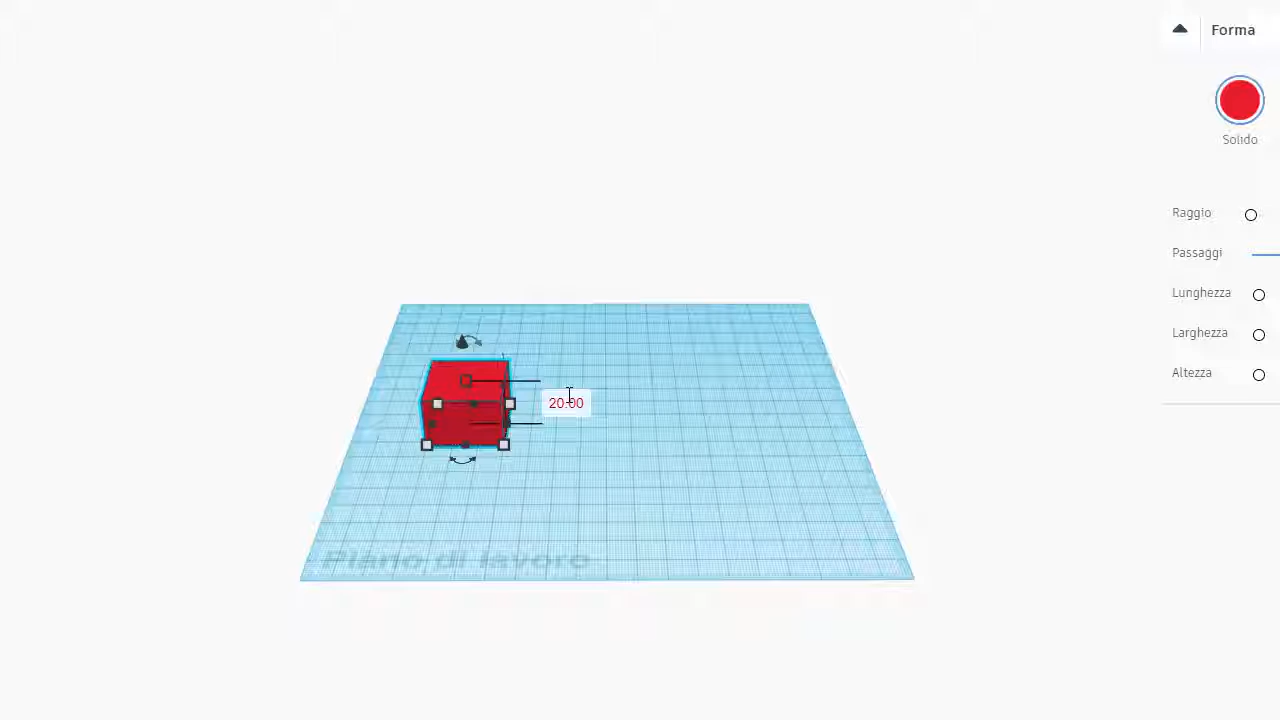 Forma
Solido
Raggio
Passaggi
Lunghezza
Larghezza
Altezza
20.00
Piano di lavoro